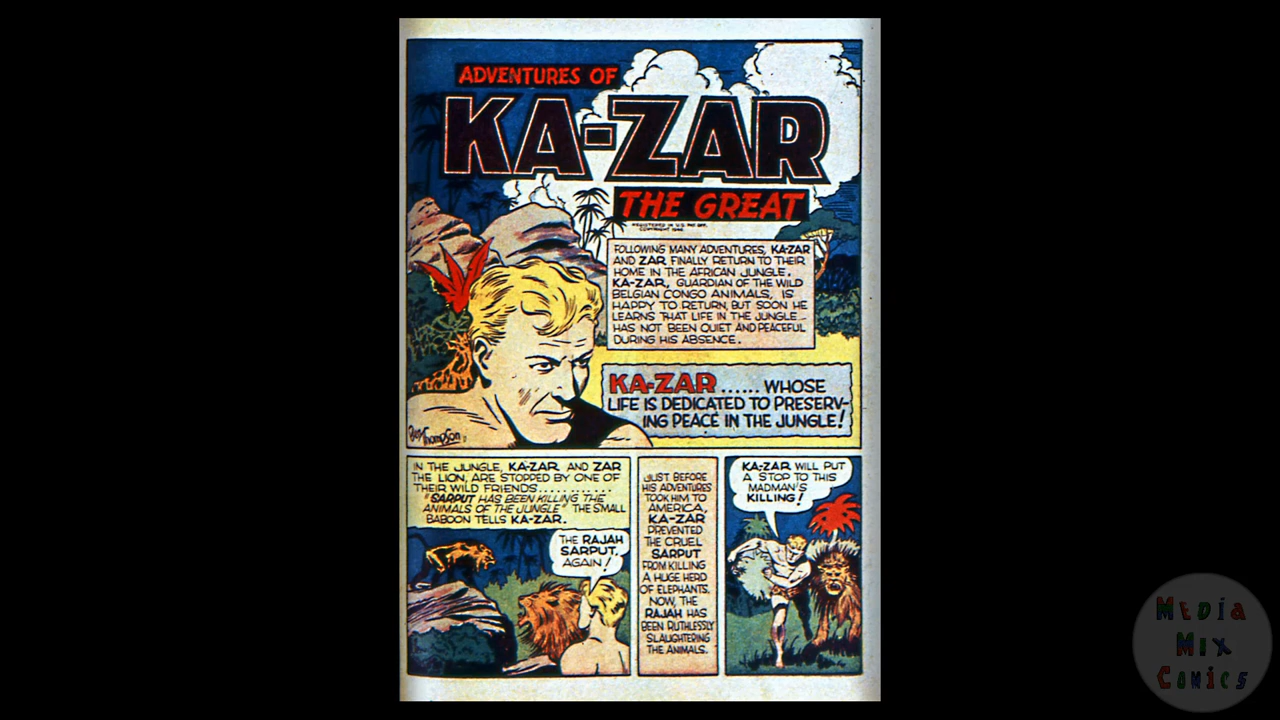 ADVENTURES OF
KA-ZAR
THE GREAT
REGISTERED IN U.S. PAT. OFF.
COPYRIGHT
FOLLOWING MANY ADVENTURES, KA-ZAR
AND ZAR FINALLY RETURN TO THEIR
HOME IN THE AFRICAN JUNGLE.
KA-ZAR, GUARDIAN OF THE WILD
BELGIAN CONGO ANIMALS, IS
HAPPY TO RETURN, BUT SOON HE
LEARNS THAT LIFE IN THE JUNGLE
HAS NOT BEEN QUIET AND PEACEFUL
DURING HIS ABSENCE.
KA-ZAR ...... WHOSE
LIFE IS DEDICATED TO PRESERV-
ING PEACE IN THE JUNGLE!
Ben
Thompson
IN THE JUNGLE, KA-ZAR AND ZAR
THE LION, ARE STOPPED BY ONE OF
THEIR WILD FRIENDS...........
"SARPUT HAS BEEN KILLING THE
ANIMALS OF THE JUNGLE" THE SMALL
BABOON TELLS KA-ZAR.
THE RAJAH
SARPUT,
AGAIN!
JUST BEFORE
HIS ADVENTURES
TOOK HIM TO
AMERICA,
KA-ZAR
PREVENTED
THE CRUEL
SARPUT
FROM KILLING
A HUGE HERD
OF ELEPHANTS.
NOW, THE
RAJAH HAS
BEEN RUTHLESSLY
SLAUGHTERING
THE ANIMALS.
KA-ZAR WILL PUT
A STOP TO THIS
MADMAN'S
KILLING!
MEDiA
MiX
COMiCS